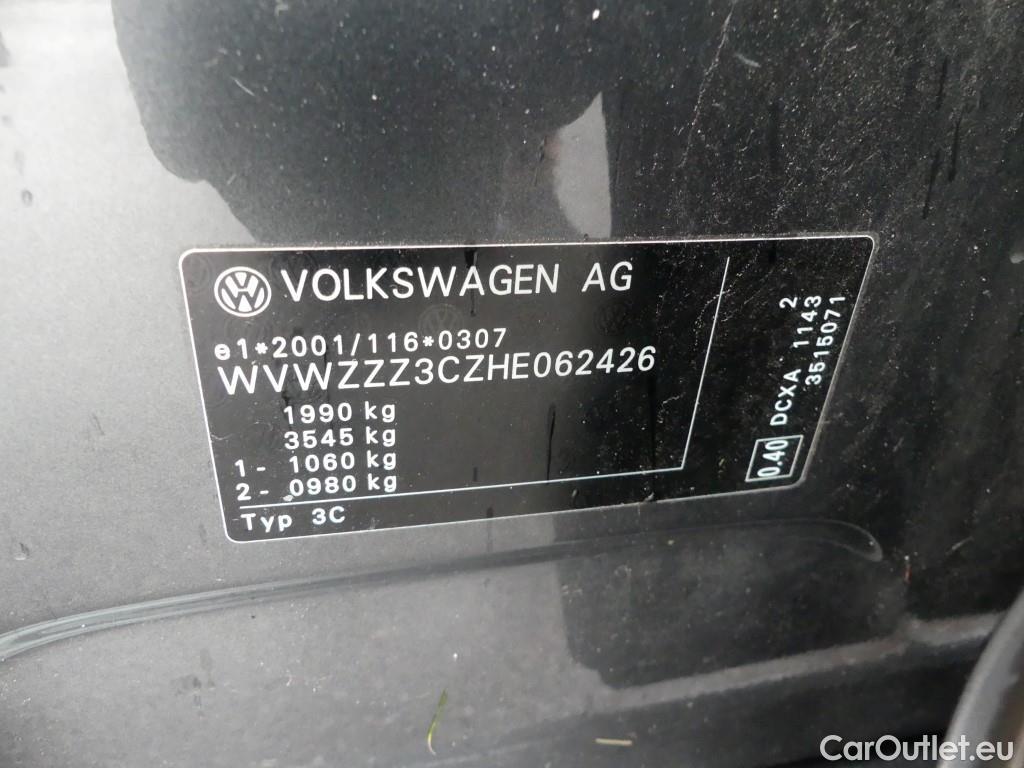 VOLKSWAGEN AG
e1*2001/116*0307
WVWZZZ3CZHE062426
1990 kg
3545 kg
1- 1060 kg
2- 0980 kg
Typ 3C
0.40 DCXA 1143 2
3515071
CarOutlet.eu